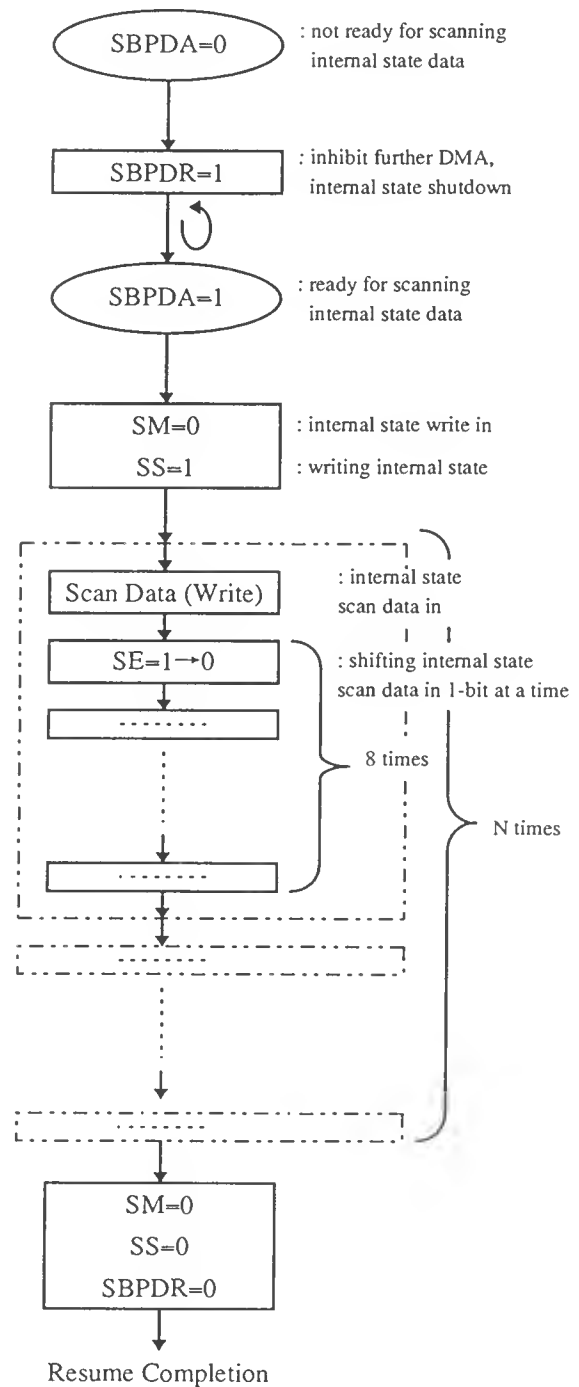 SBPDA=0
: not ready for scanning
internal state data
SBPDR=1
: inhibit further DMA,
internal state shutdown
SBPDA=1
: ready for scanning
internal state data
SM=0
: internal state write in
SS=1
: writing internal state
Scan Data (Write)
: internal state
scan data in
SE=1→0
: shifting internal state
scan data in 1-bit at a time
8 times
N times
SM=0
SS=0
SBPDR=0
Resume Completion